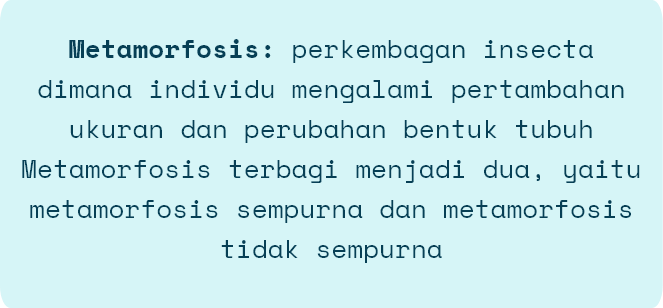 Metamorfosis: perkembagan insecta
dimana individu mengalami pertambahan
ukuran dan perubahan bentuk tubuh
Metamorfosis terbagi menjadi dua, yaitu
metamorfosis sempurna dan metamorfosis
tidak sempurna